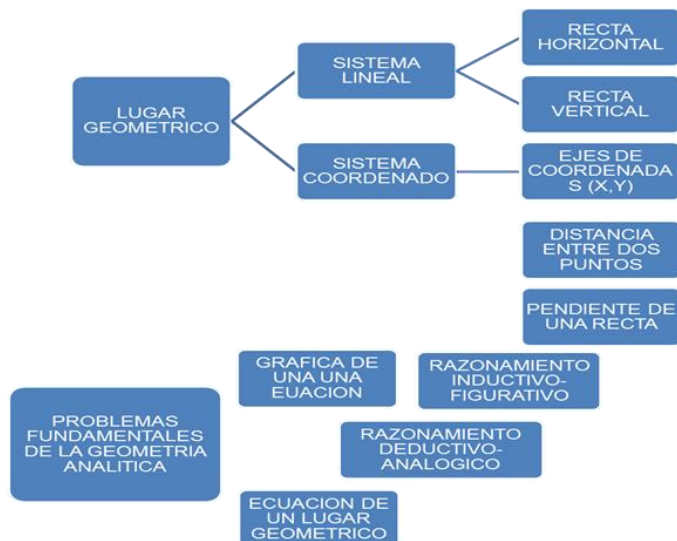 LUGAR
GEOMETRICO
SISTEMA
LINEAL
RECTA
HORIZONTAL
RECTA
VERTICAL
SISTEMA
COORDENADO
EJES DE
COORDENADA
S (X,Y)
DISTANCIA
ENTRE DOS
PUNTOS
PENDIENTE DE
UNA RECTA
PROBLEMAS
FUNDAMENTALES
DE LA GEOMETRIA
ANALITICA
GRAFICA DE
UNA UNA
EUACION
RAZONAMIENTO
INDUCTIVO-
FIGURATIVO
RAZONAMIENTO
DEDUCTIVO-
ANALOGICO
ECUACION DE
UN LUGAR
GEOMETRICO